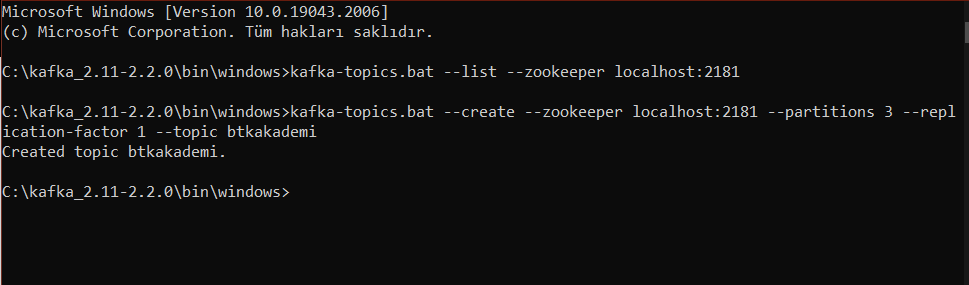 Microsoft Windows [Version 10.0.19043.2006]
(c) Microsoft Corporation. Tüm hakları saklıdır.
C:\kafka_2.11-2.2.0\bin\windows>kafka-topics.bat --list --zookeeper localhost:2181
C:\kafka_2.11-2.2.0\bin\windows>kafka-topics.bat --create --zookeeper localhost:2181 --partitions 3 --repl
ication-factor 1 --topic btkakademi
Created topic btkakademi.
C:\kafka_2.11-2.2.0\bin\windows>